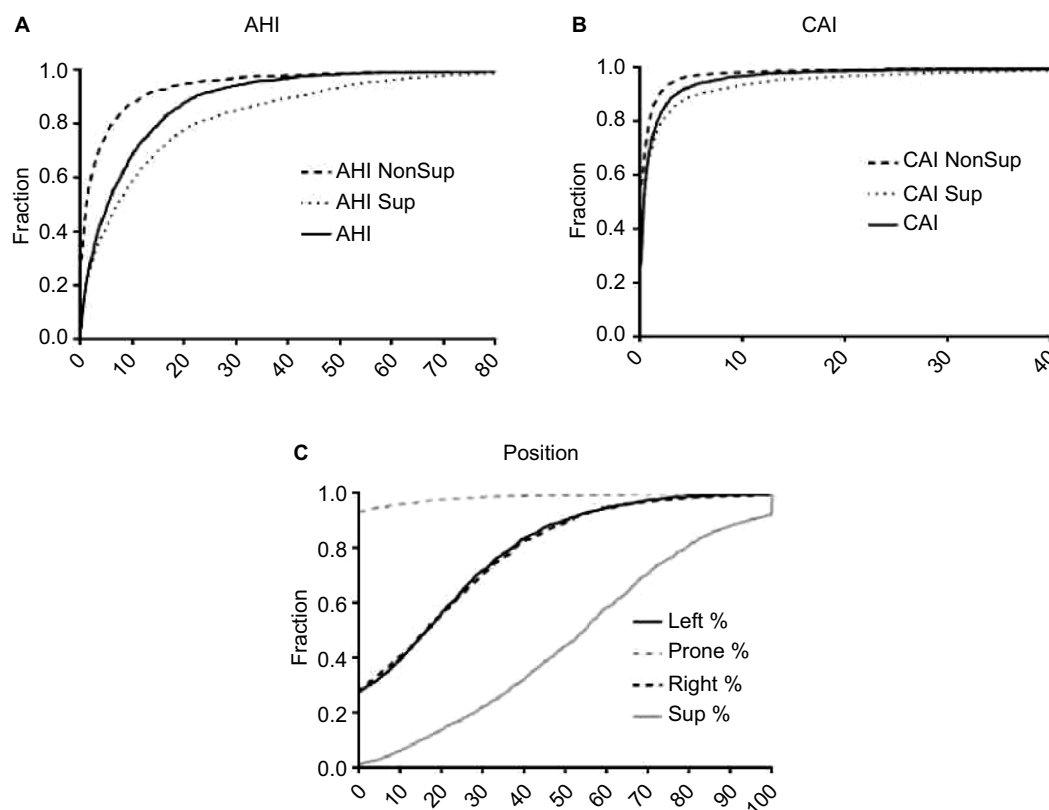 A AHI
1.0
0.8
0.6
0.4
0.2
0.0
Fraction
AHI NonSup
AHI Sup
AHI
0 10 20 30 40 50 60 70 80
B CAI
1.0
0.8
0.6
0.4
0.2
0.0
Fraction
CAI NonSup
CAI Sup
CAI
0 10 20 30 40
C Position
1.0
0.8
0.6
0.4
0.2
0.0
Fraction
Left %
Prone %
Right %
Sup %
0 10 20 30 40 50 60 70 80 90 100